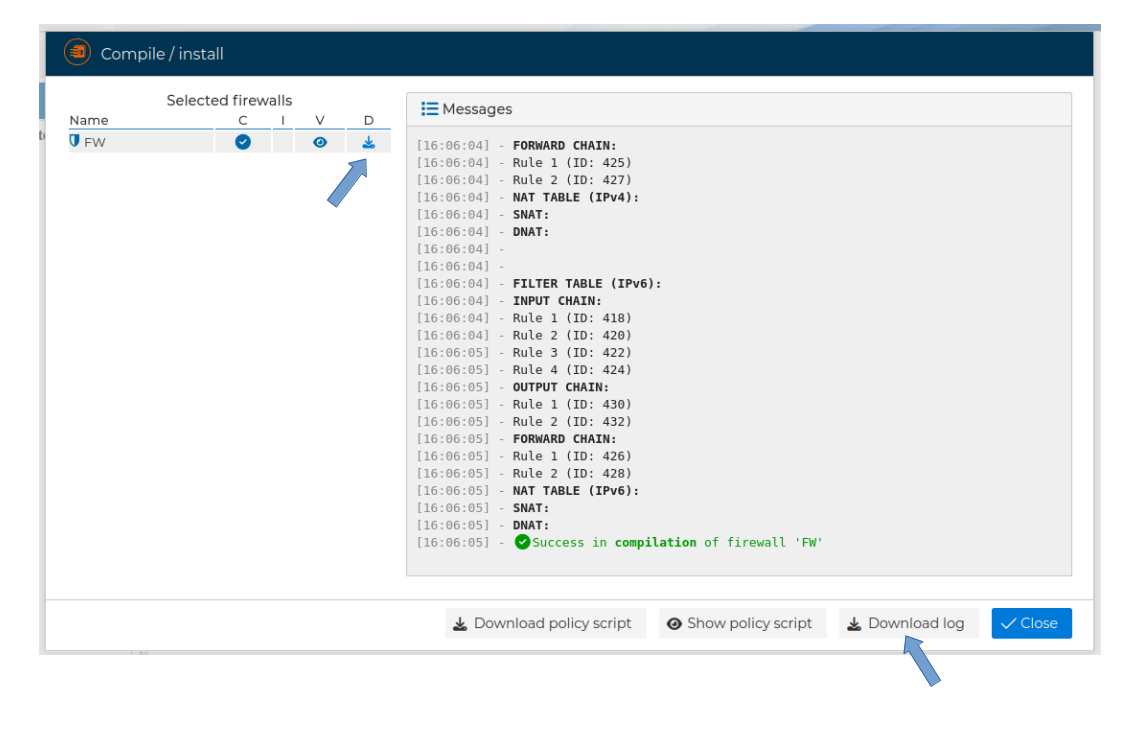 Compile / install
Selected firewalls
Name C I V D
FW
Messages
[16:06:04] - FORWARD CHAIN:
[16:06:04] - Rule 1 (ID: 425)
[16:06:04] - Rule 2 (ID: 427)
[16:06:04] - NAT TABLE (IPv4):
[16:06:04] - SNAT:
[16:06:04] - DNAT:
[16:06:04] -
[16:06:04] -
[16:06:04] - FILTER TABLE (IPv6):
[16:06:04] - INPUT CHAIN:
[16:06:04] - Rule 1 (ID: 418)
[16:06:04] - Rule 2 (ID: 420)
[16:06:05] - Rule 3 (ID: 422)
[16:06:05] - Rule 4 (ID: 424)
[16:06:05] - OUTPUT CHAIN:
[16:06:05] - Rule 1 (ID: 430)
[16:06:05] - Rule 2 (ID: 432)
[16:06:05] - FORWARD CHAIN:
[16:06:05] - Rule 1 (ID: 426)
[16:06:05] - Rule 2 (ID: 428)
[16:06:05] - NAT TABLE (IPv6):
[16:06:05] - SNAT:
[16:06:05] - DNAT:
[16:06:05] - Success in compilation of firewall 'FW'
Download policy script Show policy script Download log Close